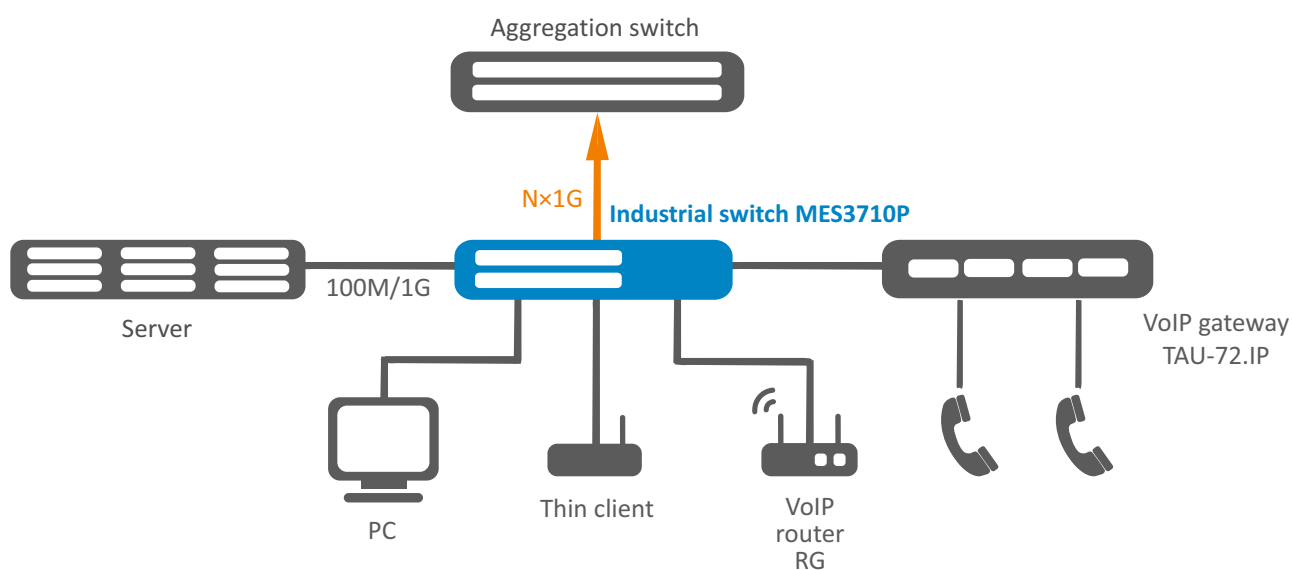 Aggregation switch
N×1G
Industrial switch MES3710P
100M/1G
Server
VoIP gateway
TAU-72.IP
PC
Thin client
VoIP
router
RG